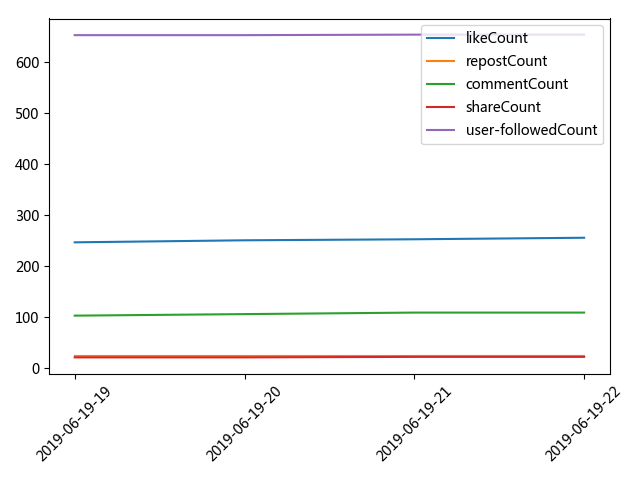 likeCount
repostCount
commentCount
shareCount
user-followedCount
600
500
400
300
200
100
0
2019-06-19-19
2019-06-19-20
2019-06-19-21
2019-06-19-22